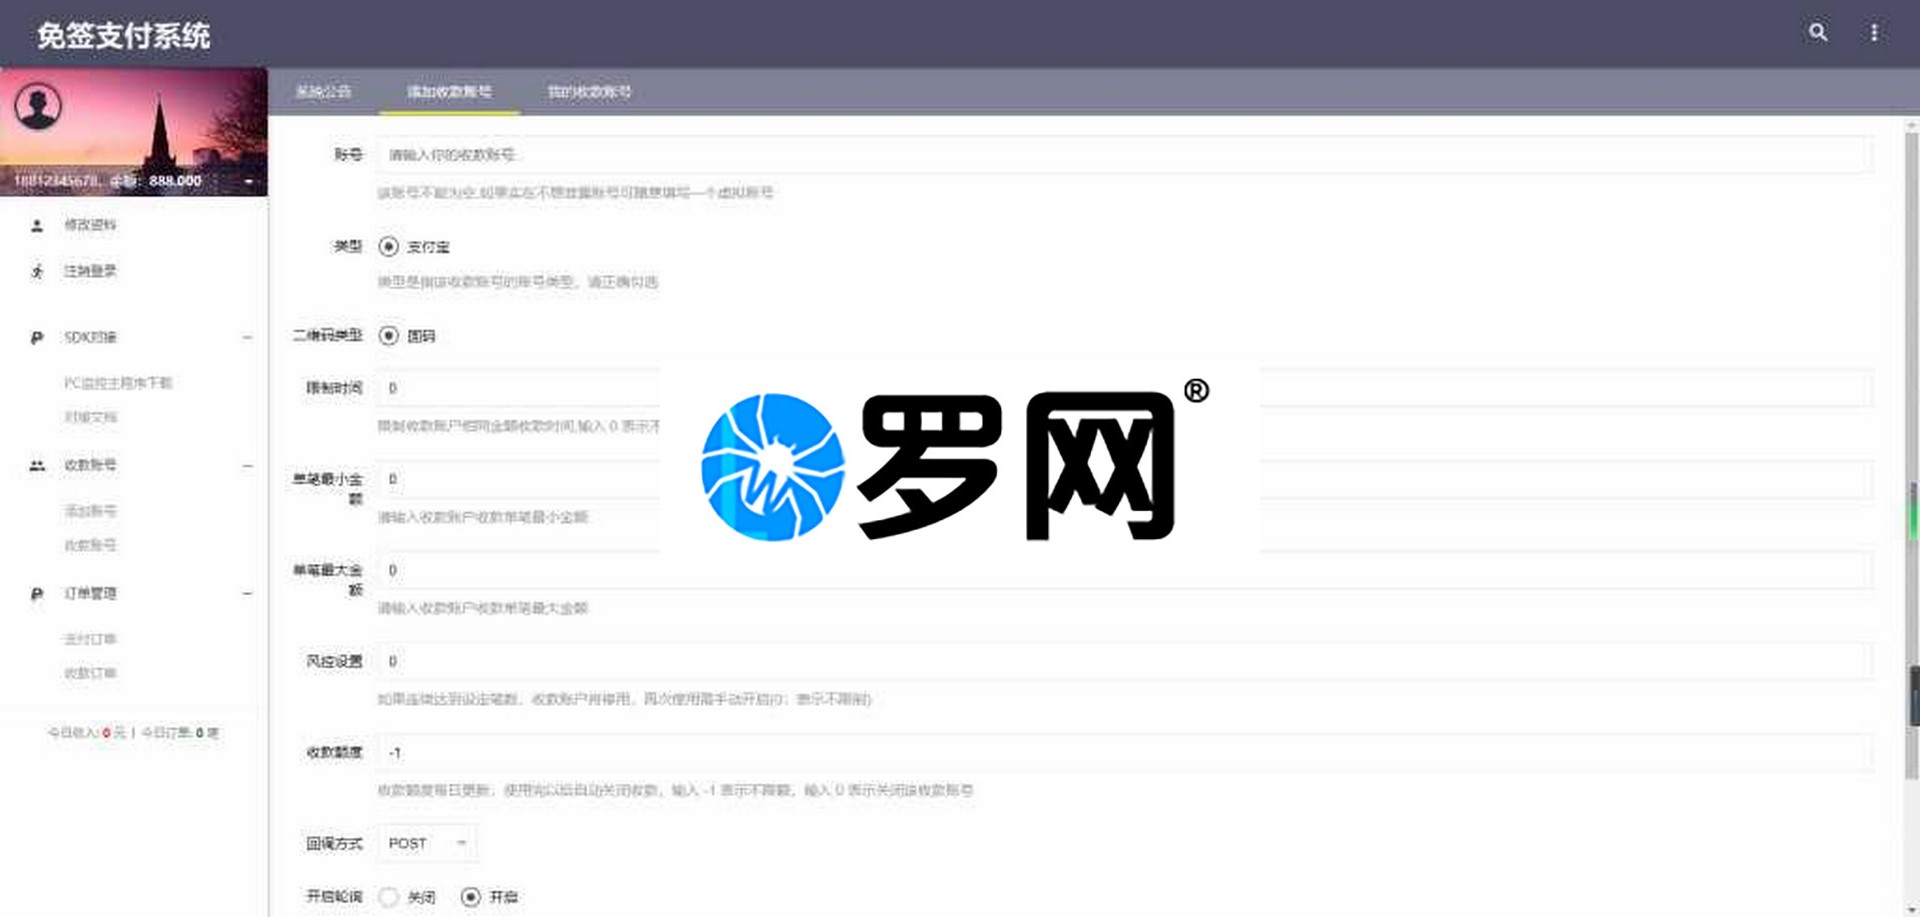 免签支付系统
系统公告 添加收款账号 我的收款账号
18812345678, 余额: 888.000
修改资料
注销登录
SDK对接
PC监控主程序下载
对接文档
收款账号
添加账号
收款账号
订单管理
支付订单
收款订单
今日收入: 0 元 | 今日订单: 0 笔
账号 请输入你的收款账号
该账号不能为空,如果实在不想泄露账号可随意填写一个虚拟账号
类型 支付宝
类型是指该收款账号的账号类型，请正确勾选
二维码类型 固码
限制时间 0
限制收款账户相同金额收款时间,输入 0 表示不
罗网®
单笔最小金额 0
请输入收款账户收款单笔最小金额
单笔最大金额 0
请输入收款账户收款单笔最大金额
风控设置 0
如果连续达到设定笔数，收款账户将停用，再次使用需手动开启(0：表示不限制)
收款额度 -1
收款额度每日更新，使用完以后自动关闭收款，输入 -1 表示不限额，输入 0 表示关闭该收款账号
回调方式 POST
开启轮询 关闭 开启